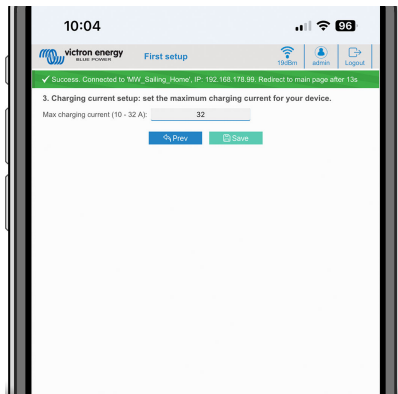 10:04
96
victron energy
BLUE POWER
First setup
19dBm
admin
Logout
✓ Success. Connected to 'MW_Sailing_Home', IP: 192.168.178.99. Redirect to main page after 13s
3. Charging current setup: set the maximum charging current for your device.
Max charging current (10 - 32 A):
32
Prev
Save